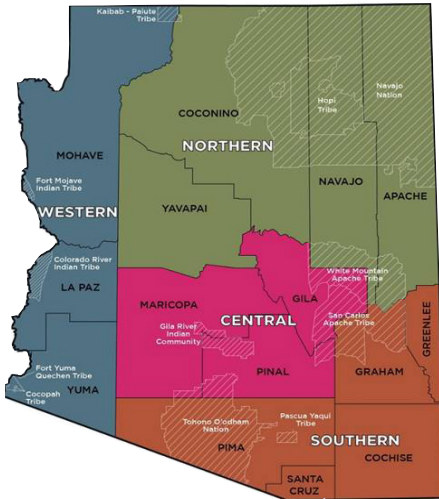 Kaibab - Paiute Tribe
COCONINO
Navajo
Nation
Hopi
Tribe
NORTHERN
MOHAVE
Fort Mojave
Indian Tribe
NAVAJO
APACHE
YAVAPAI
WESTERN
Colorado River
Indian Tribe
LA PAZ
White Mountain
Apache Tribe
MARICOPA
GILA
GREENLEE
CENTRAL
San Carlos
Apache Tribe
Gila River
Indian
Community
Fort Yuma
Quechen Tribe
PINAL
GRAHAM
Cocopah
Tribe
YUMA
Tohono O'odham
Nation
Pascua Yaqui
Tribe
PIMA
SOUTHERN
COCHISE
SANTA
CRUZ